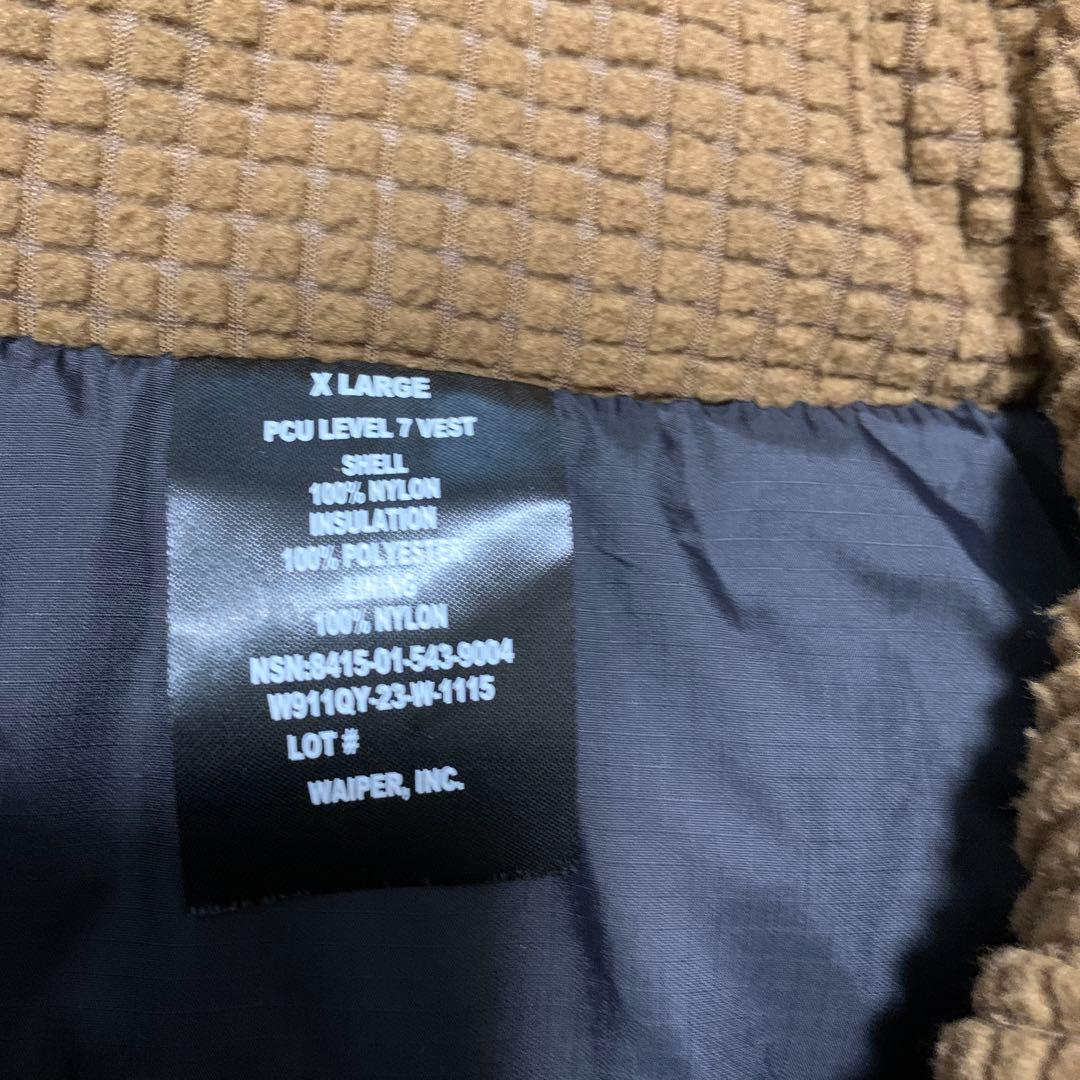 X LARGE
PCU LEVEL 7 VEST
SHELL
100% NYLON
INSULATION
100% POLYESTER
LINING
100% NYLON
NSN:8415-01-543-9004
W911QY-23-W-1115
LOT #
WAIPER, INC.